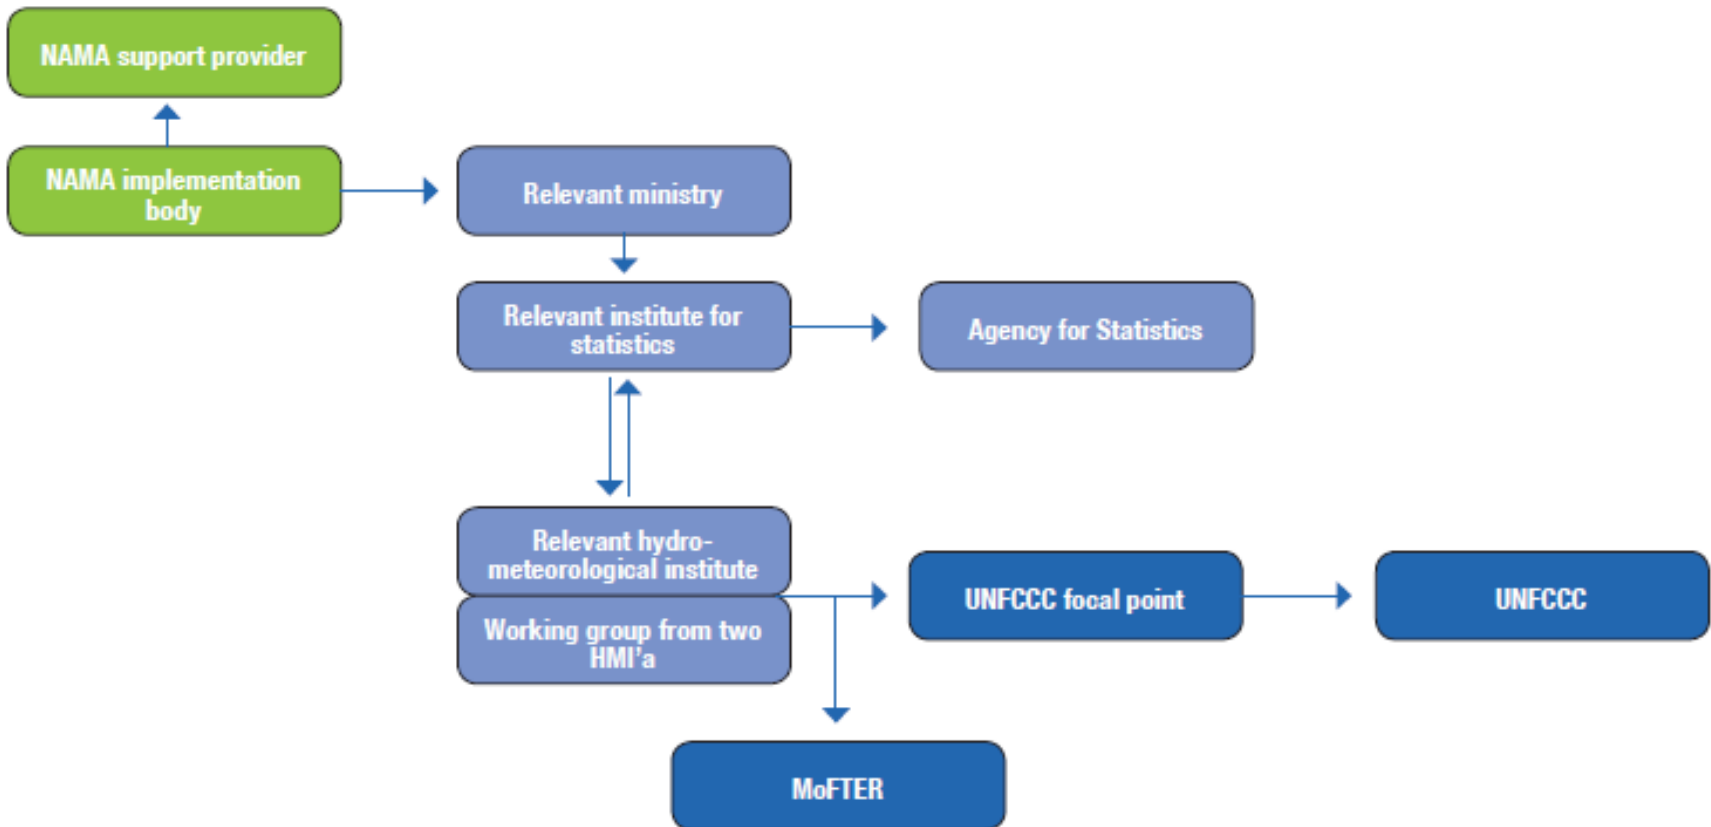 NAMA support provider
NAMA implementation
body
Relevant ministry
Relevant institute for
statistics
Agency for Statistics
Relevant hydro-
meteorological institute
Working group from two
HMI'a
UNFCCC focal point
UNFCCC
MoFTER